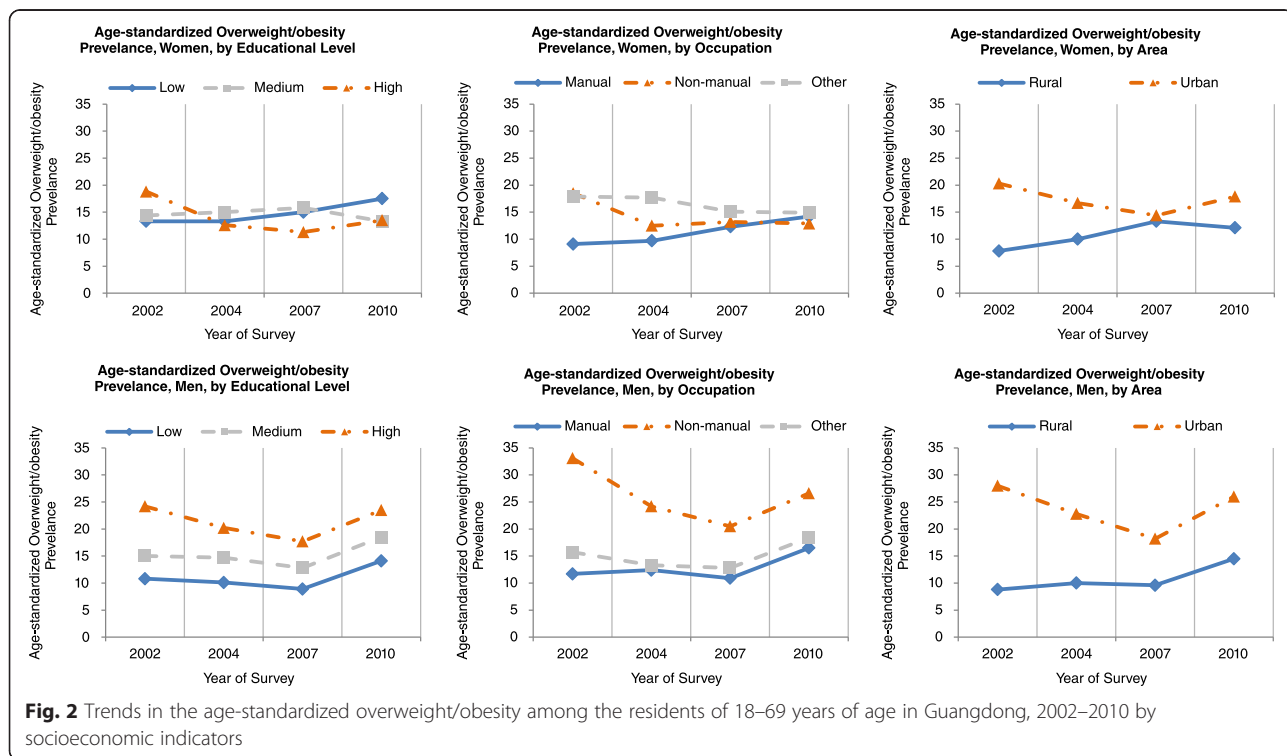 Age-standardized Overweight/obesity
Prevelance, Women, by Educational Level
Low Medium High
Age-standardized Overweight/obesity
Prevelance
35
30
25
20
15
10
5
0
2002 2004 2007 2010
Year of Survey
Age-standardized Overweight/obesity
Prevelance, Women, by Occupation
Manual Non-manual Other
Age-standardized Overweight/obesity
Prevelance
35
30
25
20
15
10
5
0
2002 2004 2007 2010
Year of Survey
Age-standardized Overweight/obesity
Prevelance, Women, by Area
Rural Urban
Age-standardized Overweight/obesity
Prevelance
35
30
25
20
15
10
5
0
2002 2004 2007 2010
Year of Survey
Age-standardized Overweight/obesity
Prevelance, Men, by Educational Level
Low Medium High
Age-standardized Overweight/obesity
Prevelance
35
30
25
20
15
10
5
0
2002 2004 2007 2010
Year of Survey
Age-standardized Overweight/obesity
Prevelance, Men, by Occupation
Manual Non-manual Other
Age-standardized Overweight/obesity
Prevelance
35
30
25
20
15
10
5
0
2002 2004 2007 2010
Year of Survey
Age-standardized Overweight/obesity
Prevelance, Men, by Area
Rural Urban
Age-standardized Overweight/obesity
Prevelance
35
30
25
20
15
10
5
0
2002 2004 2007 2010
Year of Survey
Fig. 2 Trends in the age-standardized overweight/obesity among the residents of 18–69 years of age in Guangdong, 2002–2010 by
socioeconomic indicators